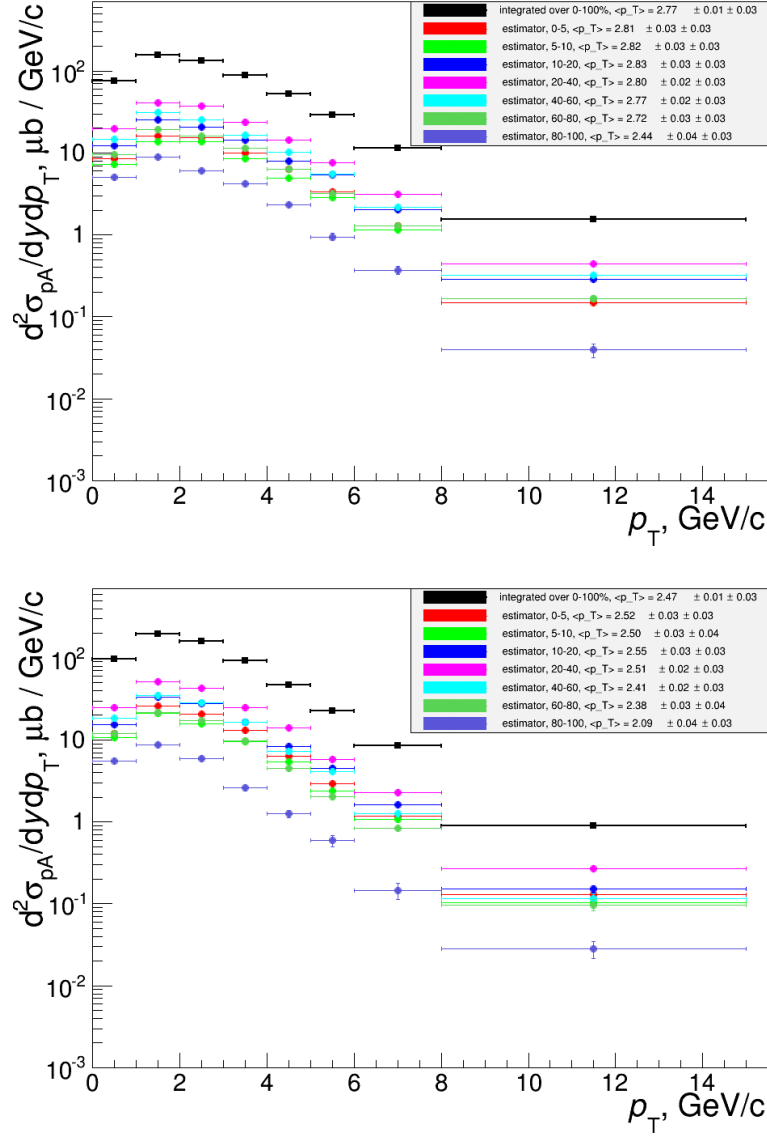 integrated over 0-100%, <p_T> = 2.77 ± 0.01 ± 0.03
estimator, 0-5, <p_T> = 2.81 ± 0.03 ± 0.03
estimator, 5-10, <p_T> = 2.82 ± 0.03 ± 0.03
estimator, 10-20, <p_T> = 2.83 ± 0.03 ± 0.03
estimator, 20-40, <p_T> = 2.80 ± 0.02 ± 0.03
estimator, 40-60, <p_T> = 2.77 ± 0.02 ± 0.03
estimator, 60-80, <p_T> = 2.72 ± 0.03 ± 0.03
estimator, 80-100, <p_T> = 2.44 ± 0.04 ± 0.03
d²σ_pA/dydp_T, μb / GeV/c
10²
10
1
10⁻¹
10⁻²
10⁻³
0 2 4 6 8 10 12 14
p_T, GeV/c
integrated over 0-100%, <p_T> = 2.47 ± 0.01 ± 0.03
estimator, 0-5, <p_T> = 2.52 ± 0.03 ± 0.03
estimator, 5-10, <p_T> = 2.50 ± 0.03 ± 0.04
estimator, 10-20, <p_T> = 2.55 ± 0.03 ± 0.03
estimator, 20-40, <p_T> = 2.51 ± 0.02 ± 0.03
estimator, 40-60, <p_T> = 2.41 ± 0.02 ± 0.03
estimator, 60-80, <p_T> = 2.38 ± 0.03 ± 0.04
estimator, 80-100, <p_T> = 2.09 ± 0.04 ± 0.03
d²σ_pA/dydp_T, μb / GeV/c
10²
10
1
10⁻¹
10⁻²
10⁻³
0 2 4 6 8 10 12 14
p_T, GeV/c